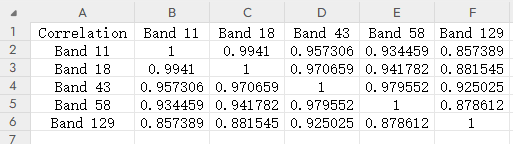 A B C D E F
1 Correlation Band 11 Band 18 Band 43 Band 58 Band 129
2 Band 11 1 0.9941 0.957306 0.934459 0.857389
3 Band 18 0.9941 1 0.970659 0.941782 0.881545
4 Band 43 0.957306 0.970659 1 0.979552 0.925025
5 Band 58 0.934459 0.941782 0.979552 1 0.878612
6 Band 129 0.857389 0.881545 0.925025 0.878612 1
7